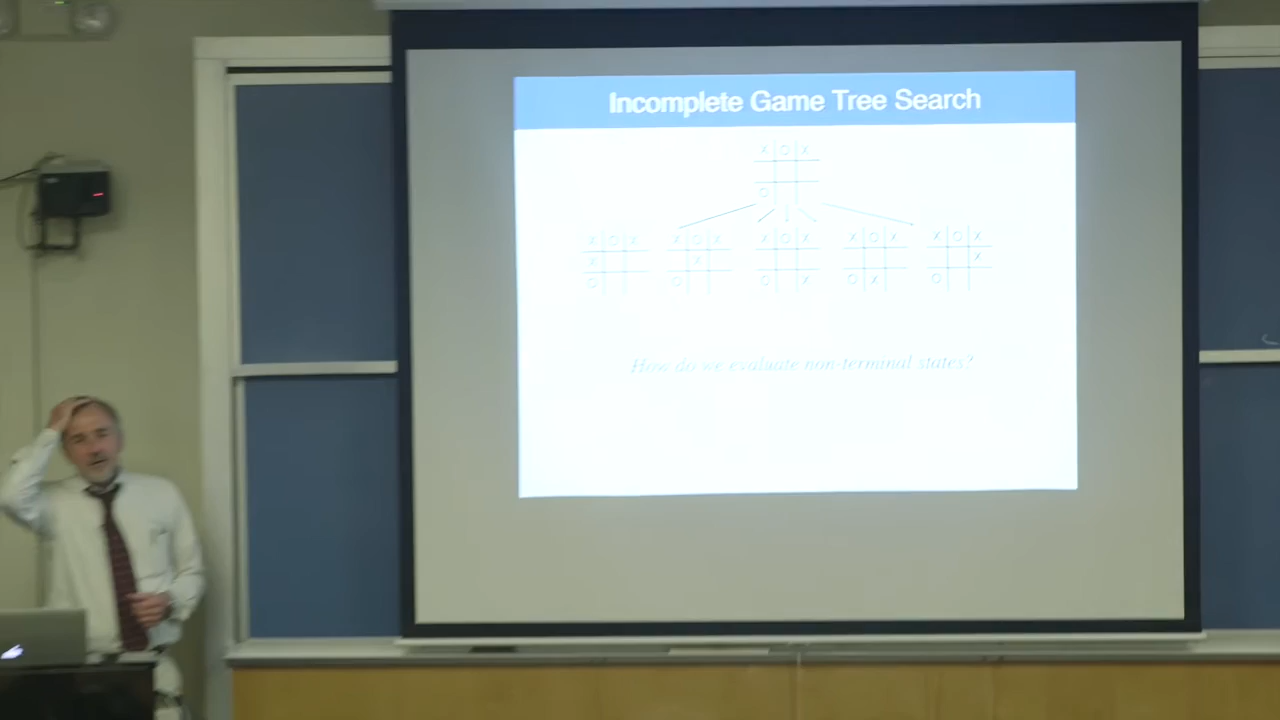 Incomplete Game Tree Search
X O X
O
X O X X O X X O X X O X X O X
X X X
O O O X O X O
How do we evaluate non-terminal states?